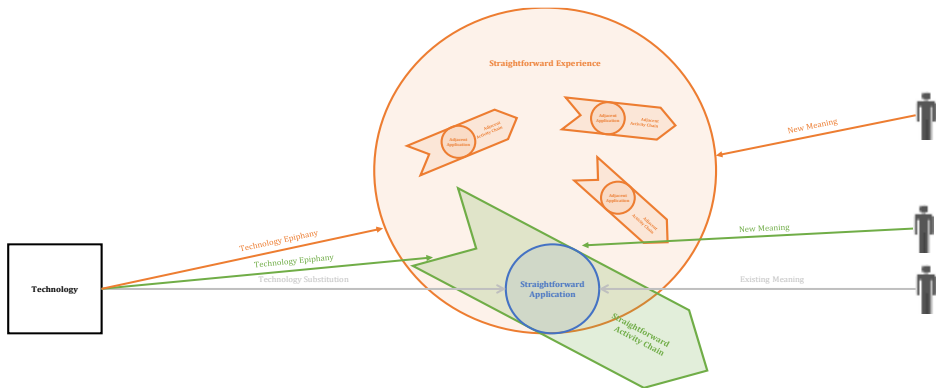 Straightforward Experience
Adjacent
Application
Adjacent
Activity Chain
Adjacent
Application
Adjacent
Activity Chain
Adjacent
Application
Adjacent
Activity Chain
New Meaning
Technology Epiphany
New Meaning
Technology Epiphany
Technology Substitution
Existing Meaning
Technology
Straightforward
Application
Straightforward
Activity Chain